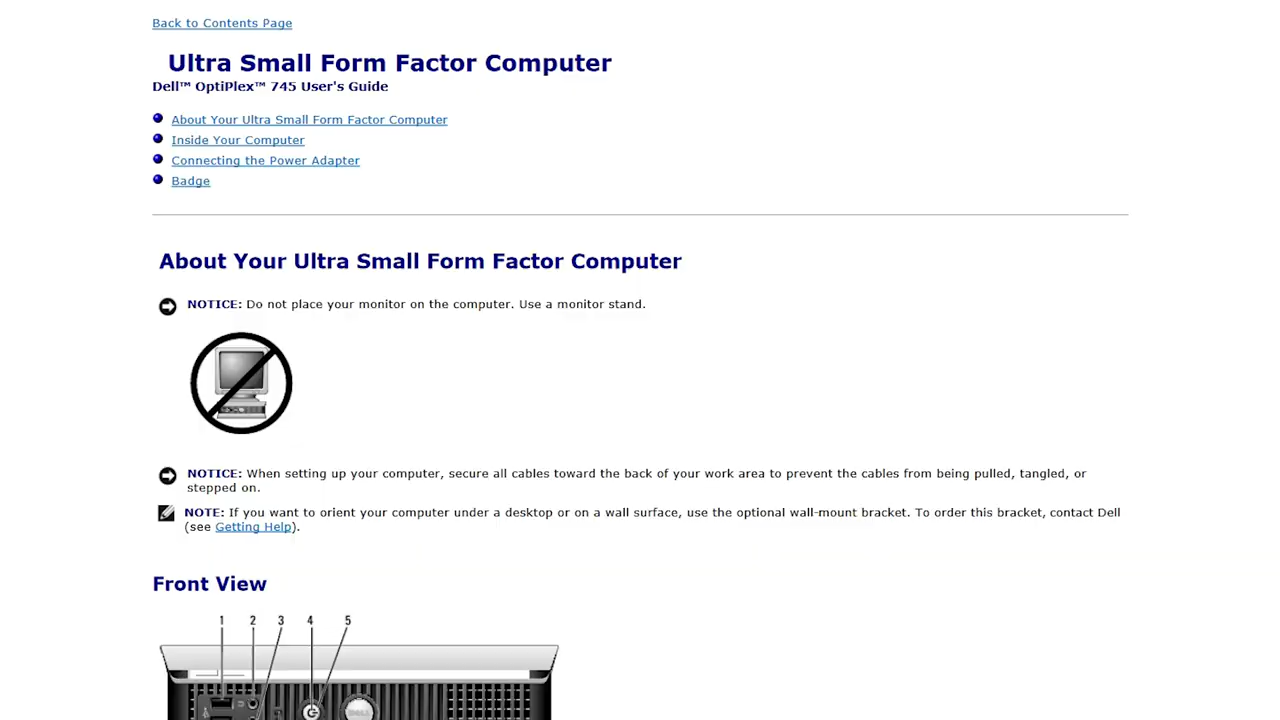 Back to Contents Page
Ultra Small Form Factor Computer
Dell™ OptiPlex™ 745 User's Guide
About Your Ultra Small Form Factor Computer
Inside Your Computer
Connecting the Power Adapter
Badge
About Your Ultra Small Form Factor Computer
NOTICE: Do not place your monitor on the computer. Use a monitor stand.
NOTICE: When setting up your computer, secure all cables toward the back of your work area to prevent the cables from being pulled, tangled, or
stepped on.
NOTE: If you want to orient your computer under a desktop or on a wall surface, use the optional wall-mount bracket. To order this bracket, contact Dell
(see Getting Help).
Front View
1 2 3 4 5
DELL